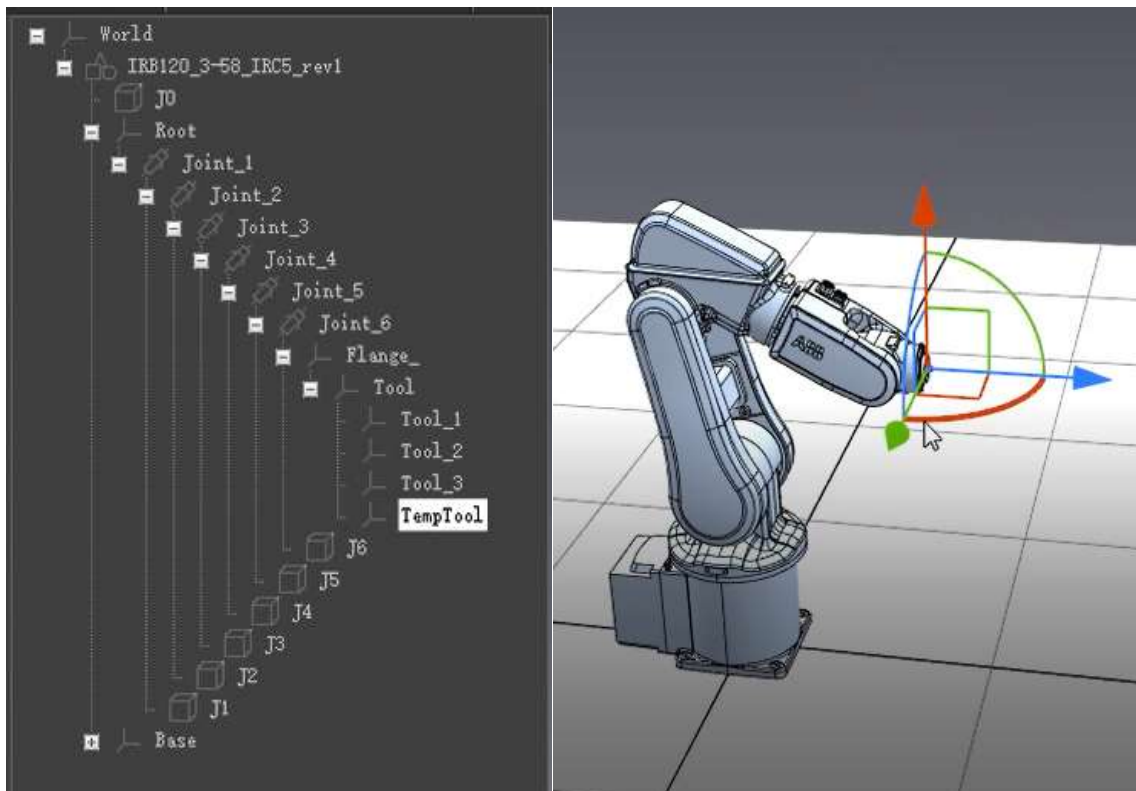 World
IRB120_3-58_IRC5_rev1
J0
Root
Joint_1
Joint_2
Joint_3
Joint_4
Joint_5
Joint_6
Flange_
Tool
Tool_1
Tool_2
Tool_3
TempTool
J6
J5
J4
J3
J2
J1
Base
ABB